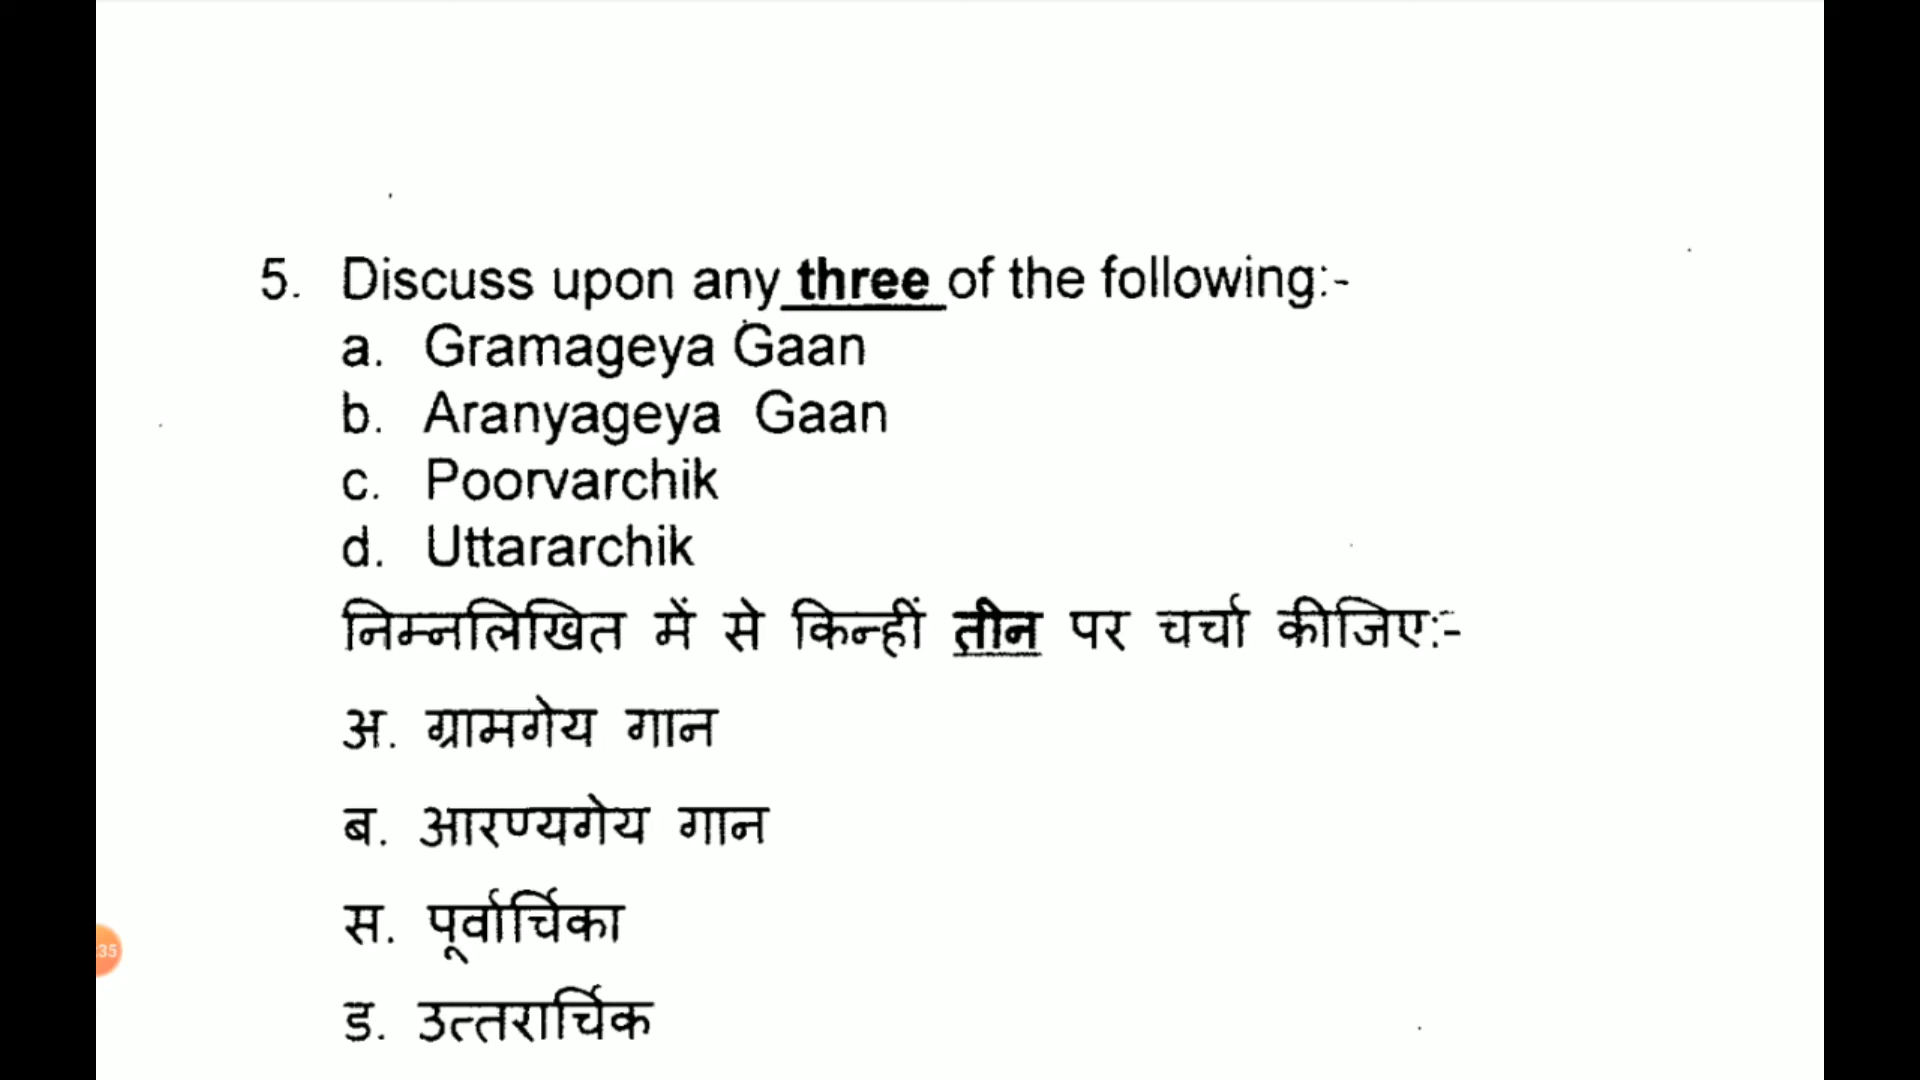 5. Discuss upon any three of the following:-
a. Gramageya Gaan
b. Aranyageya Gaan
c. Poorvarchik
d. Uttararchik
निम्नलिखित में से किन्हीं तीन पर चर्चा कीजिए:-
अ. ग्रामगेय गान
ब. आरण्यगेय गान
स. पूर्वार्चिका
ड. उत्तरार्चिक
:35